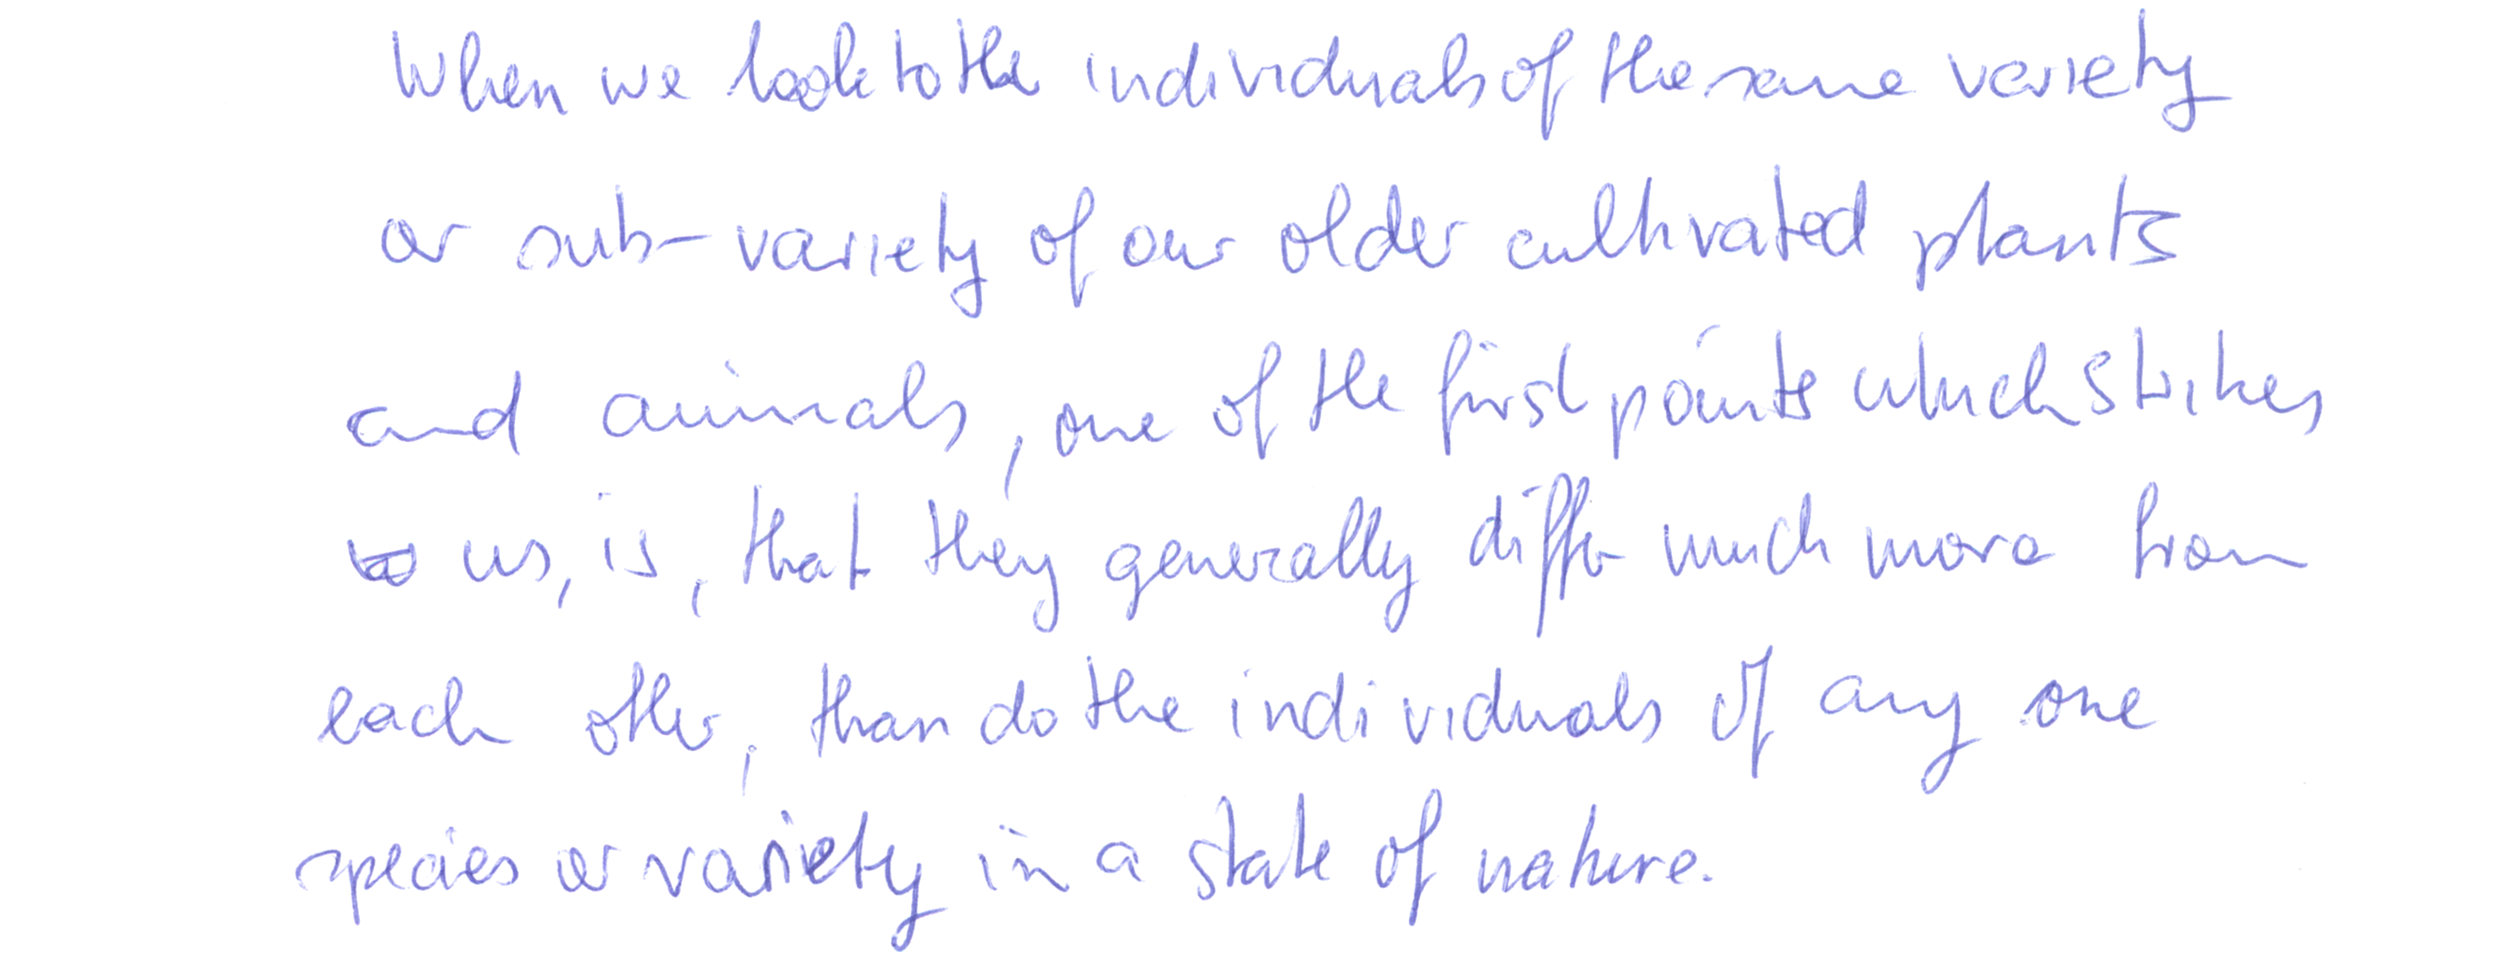 When we look to the individuals of the same variety
or sub-variety of our older cultivated plants
and animals, one of the first points which strikes
us, is, that they generally differ much more from
each other, than do the individuals of any one
species or variety in a state of nature.